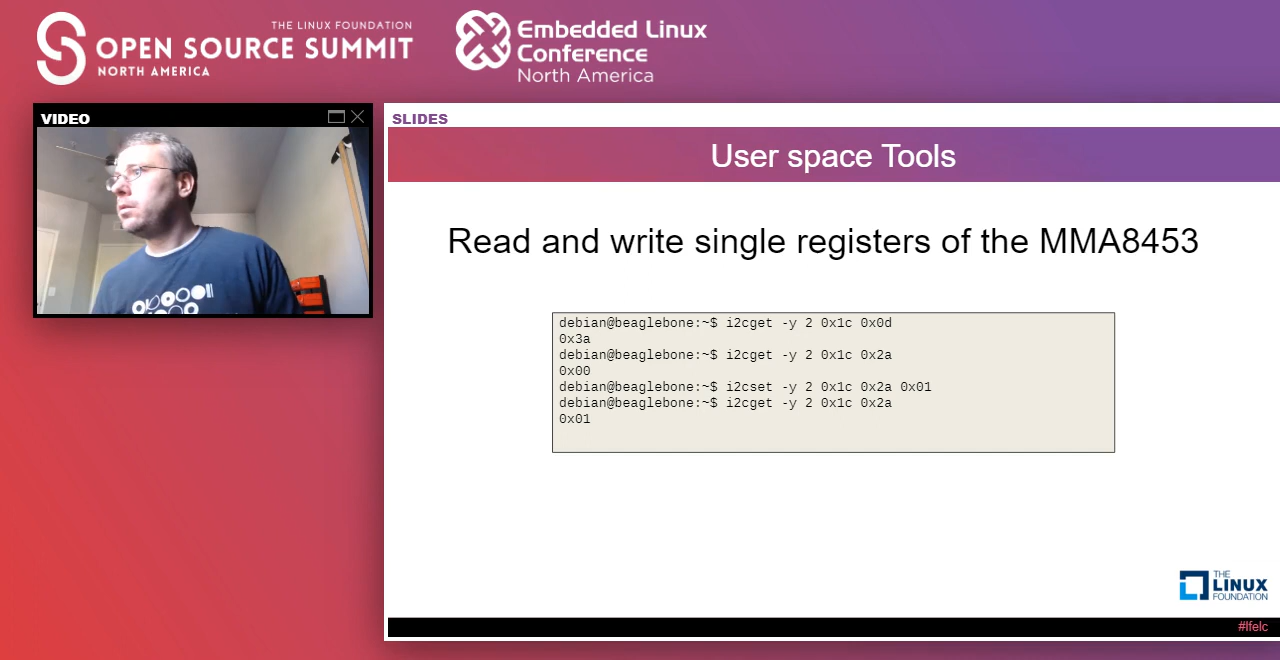 THE LINUX FOUNDATION
OPEN SOURCE SUMMIT
NORTH AMERICA
Embedded Linux
Conference
North America
VIDEO
SLIDES
User space Tools
Read and write single registers of the MMA8453
debian@beaglebone:~$ i2cget -y 2 0x1c 0x0d
0x3a
debian@beaglebone:~$ i2cget -y 2 0x1c 0x2a
0x00
debian@beaglebone:~$ i2cset -y 2 0x1c 0x2a 0x01
debian@beaglebone:~$ i2cget -y 2 0x1c 0x2a
0x01
THE
LINUX
FOUNDATION
#lfelc